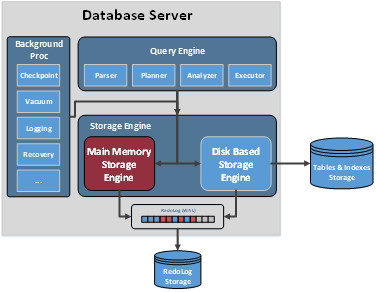 Database Server
Background
Proc
Checkpoint
Vacuum
Logging
Recovery
...
Query Engine
Parser
Planner
Analyzer
Executor
Storage Engine
Main Memory
Storage
Engine
Disk Based
Storage
Engine
RedoLog (WAL)
Tables & Indexes
Storage
RedoLog
Storage